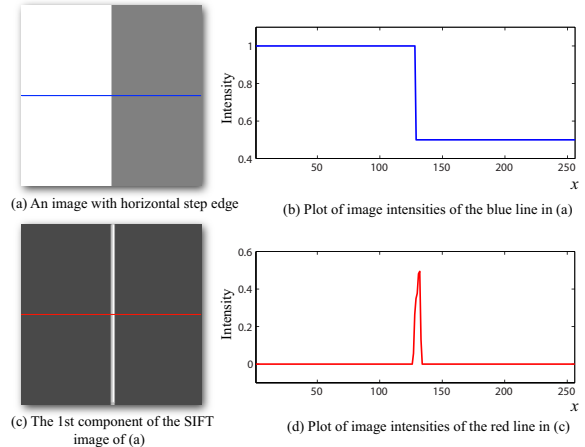 1
0.8
0.6
0.4
Intensity
50
100
150
200
250
x
(a) An image with horizontal step edge
(b) Plot of image intensities of the blue line in (a)
0.6
0.4
0.2
0
Intensity
50
100
150
200
250
x
(c) The 1st component of the SIFT
image of (a)
(d) Plot of image intensities of the red line in (c)